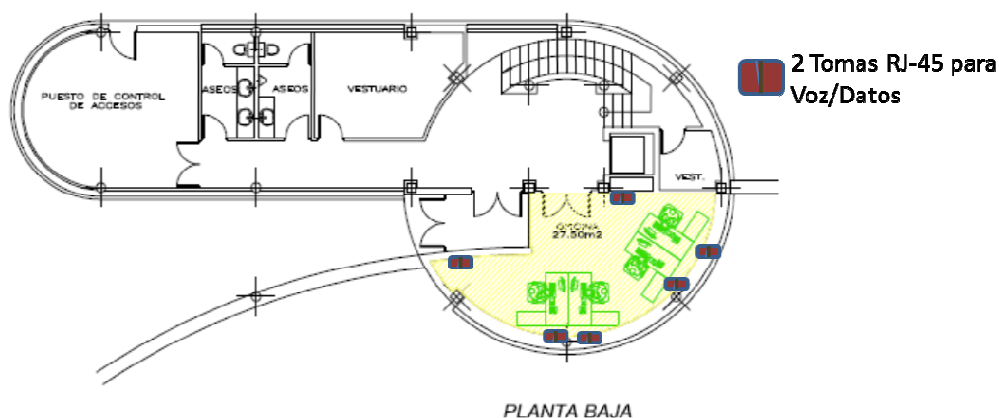 2 Tomas RJ-45 para
Voz/Datos
PUESTO DE CONTROL
DE ACCESOS
ASEOS
ASEOS
VESTUARIO
VEST.
OFICINA
27.50m2
PLANTA BAJA